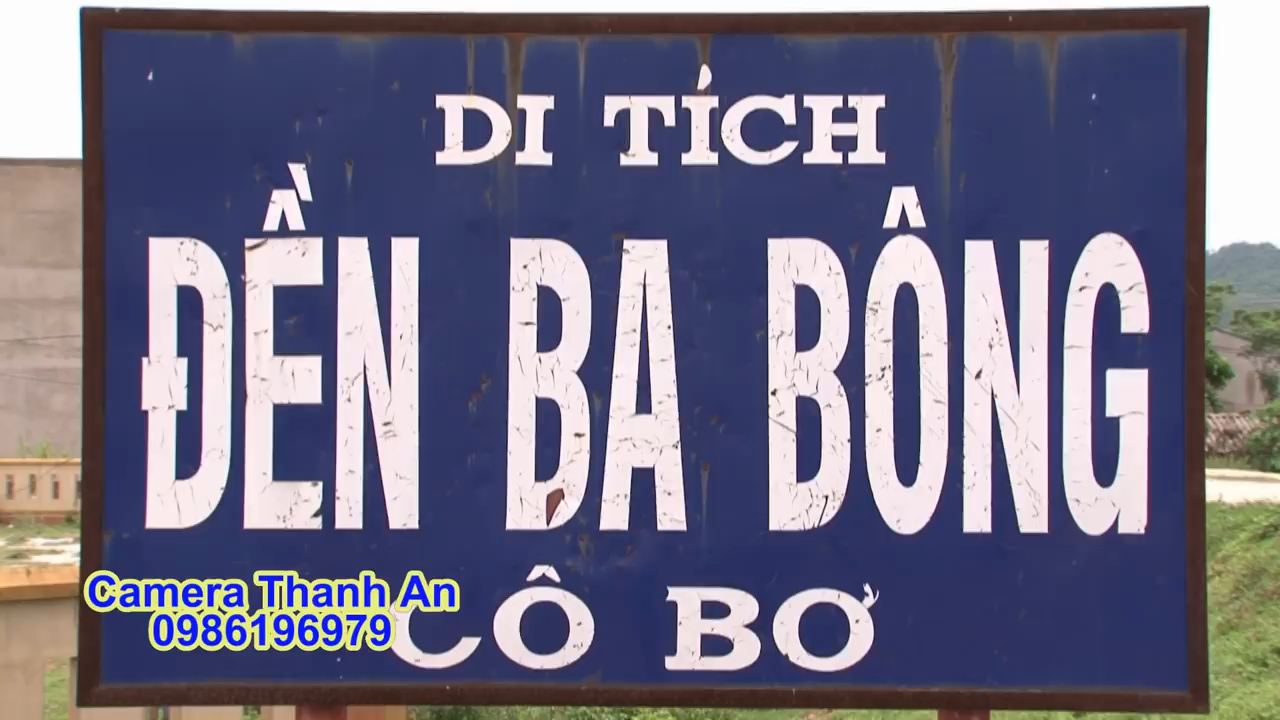 DI TÍCH
ĐỀN BA BÔNG
CÔ BƠ
Camera Thanh An
0986196979